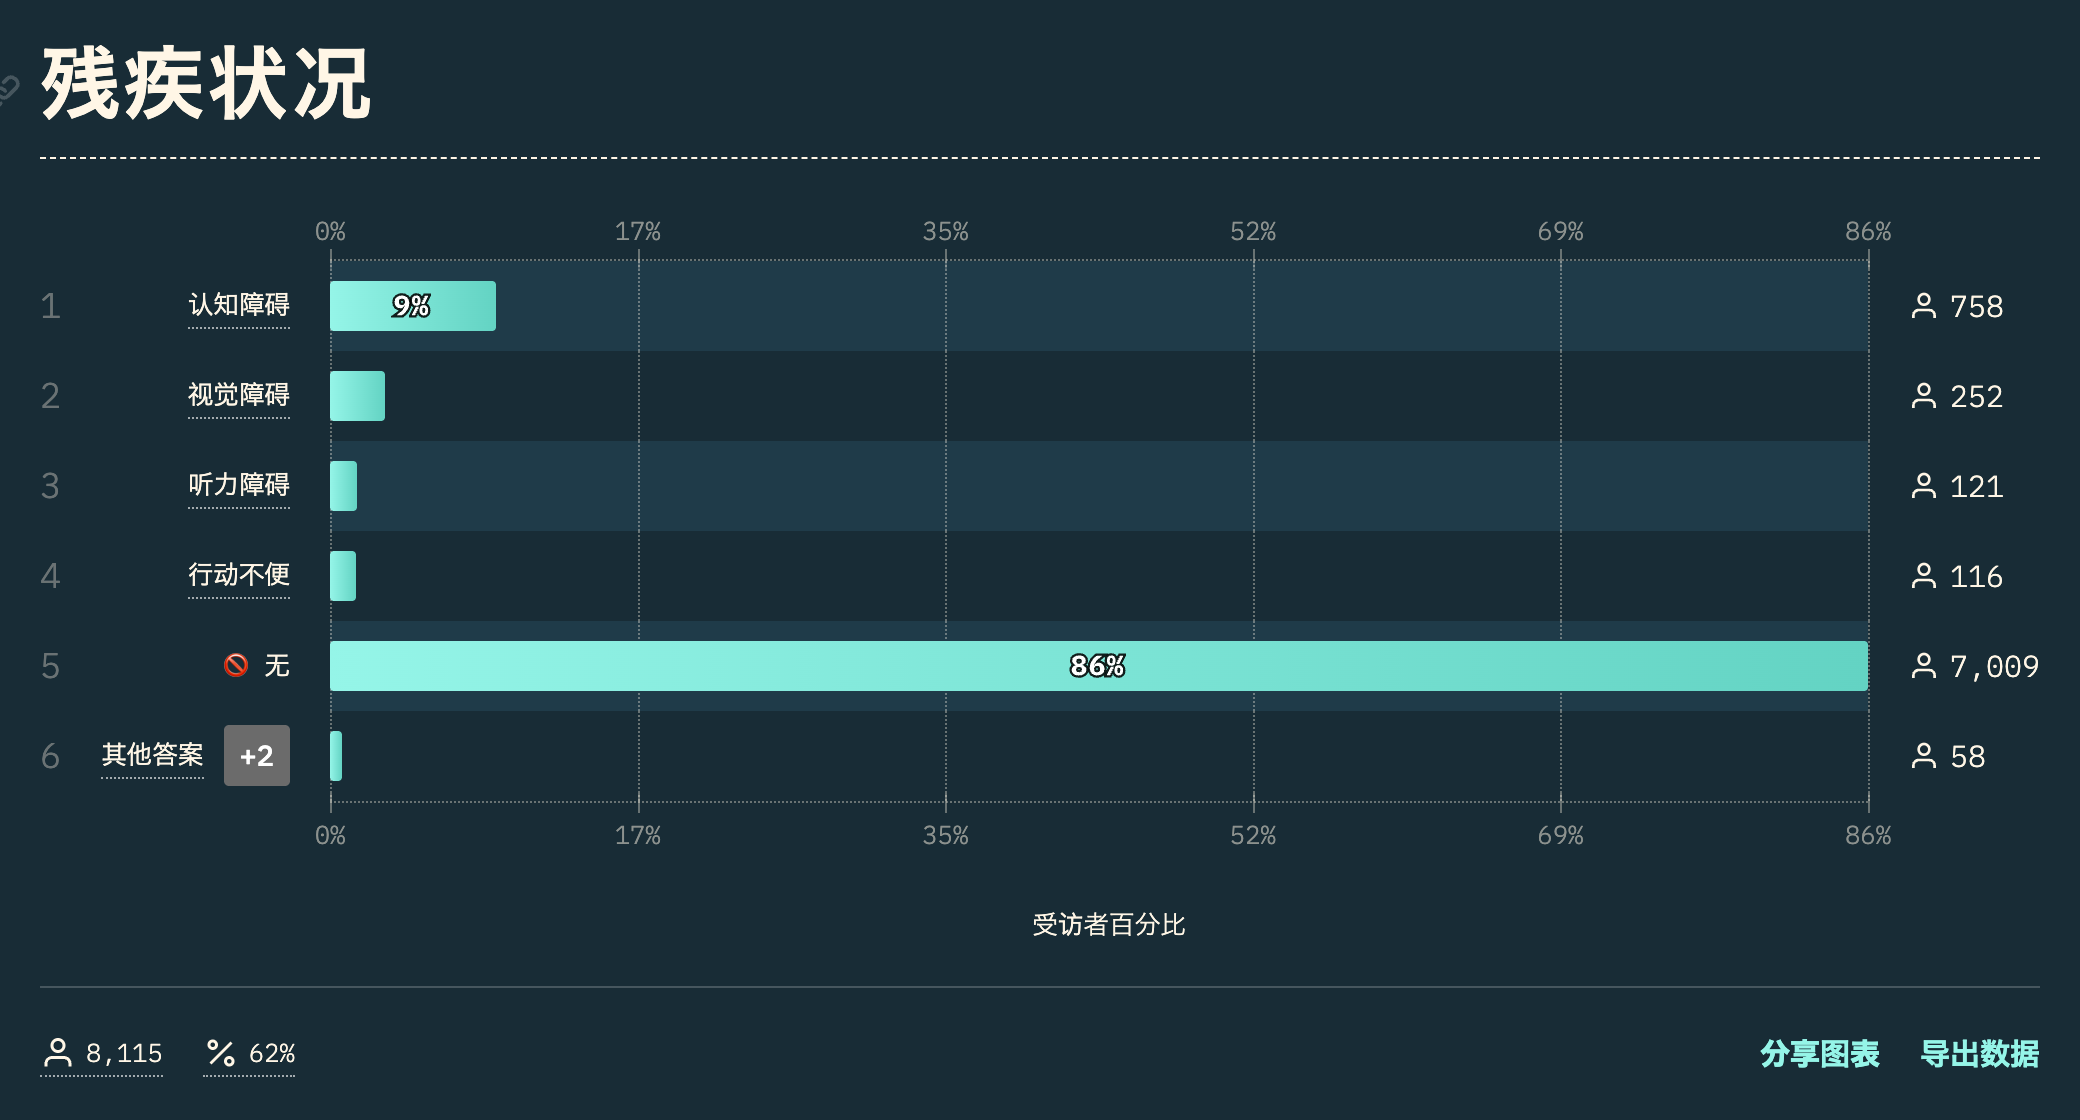 残疾状况
0% 17% 35% 52% 69% 86%
1 认知障碍 9% 758
2 视觉障碍 252
3 听力障碍 121
4 行动不便 116
5 无 86% 7,009
6 其他答案 +2 58
0% 17% 35% 52% 69% 86%
受访者百分比
8,115 62% 分享图表 导出数据